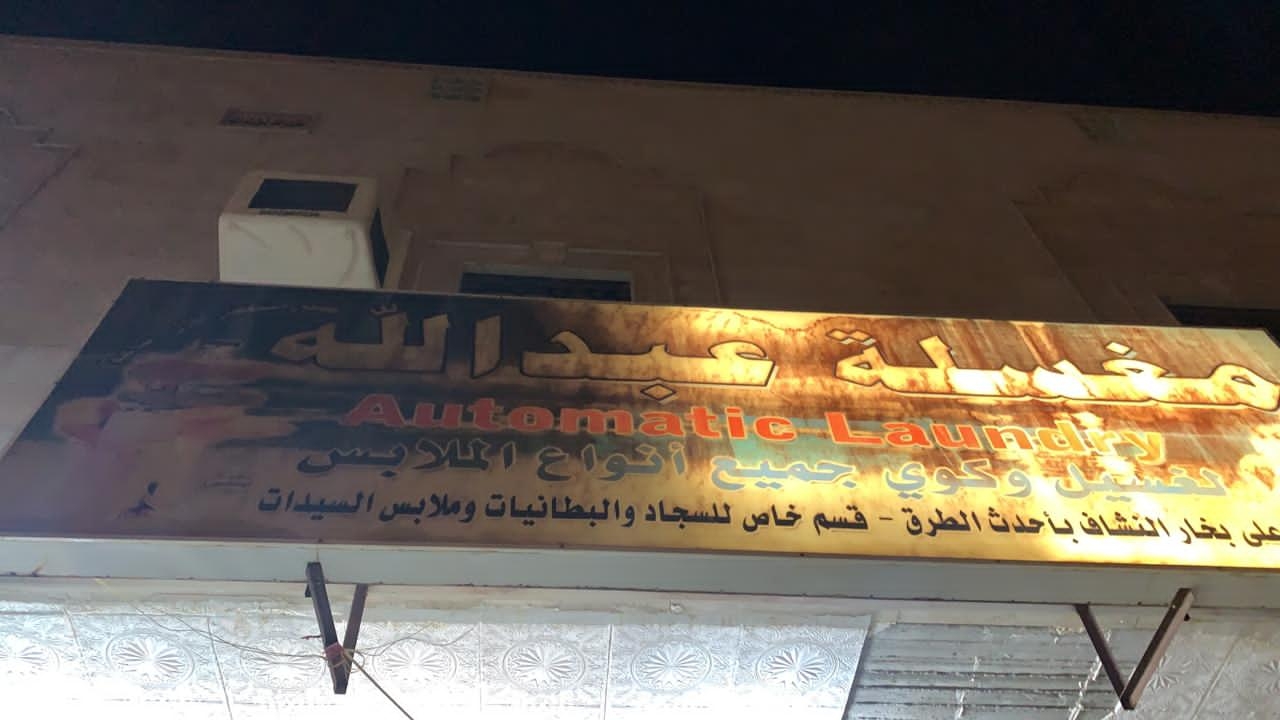 مغسلة عبدالله
Automatic Laundry
لغسيل وكوي جميع أنواع الملابس
على بخار النشاف بأحدث الطرق - قسم خاص للسجاد والبطانيات وملابس السيدات